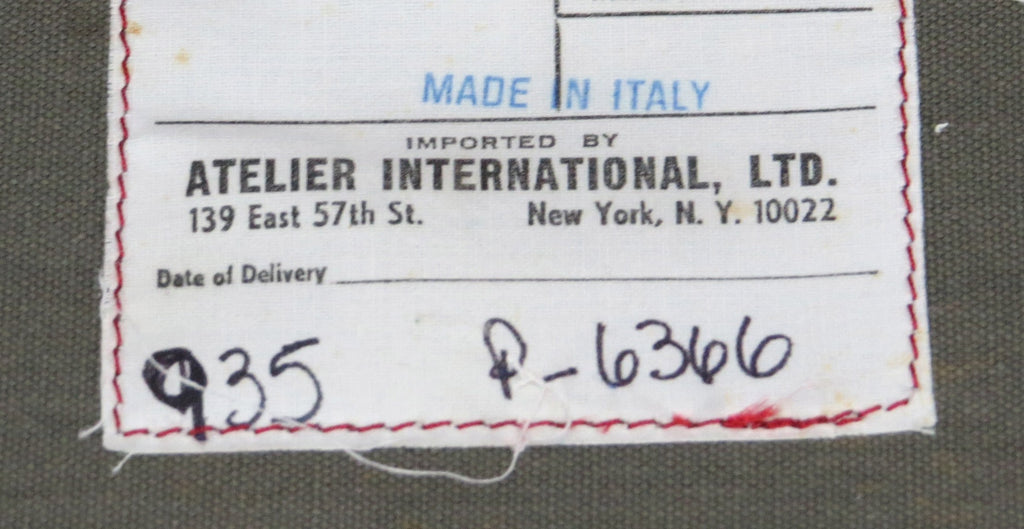 MADE IN ITALY
IMPORTED BY
ATELIER INTERNATIONAL, LTD.
139 East 57th St. New York, N. Y. 10022
Date of Delivery
935 P-6366